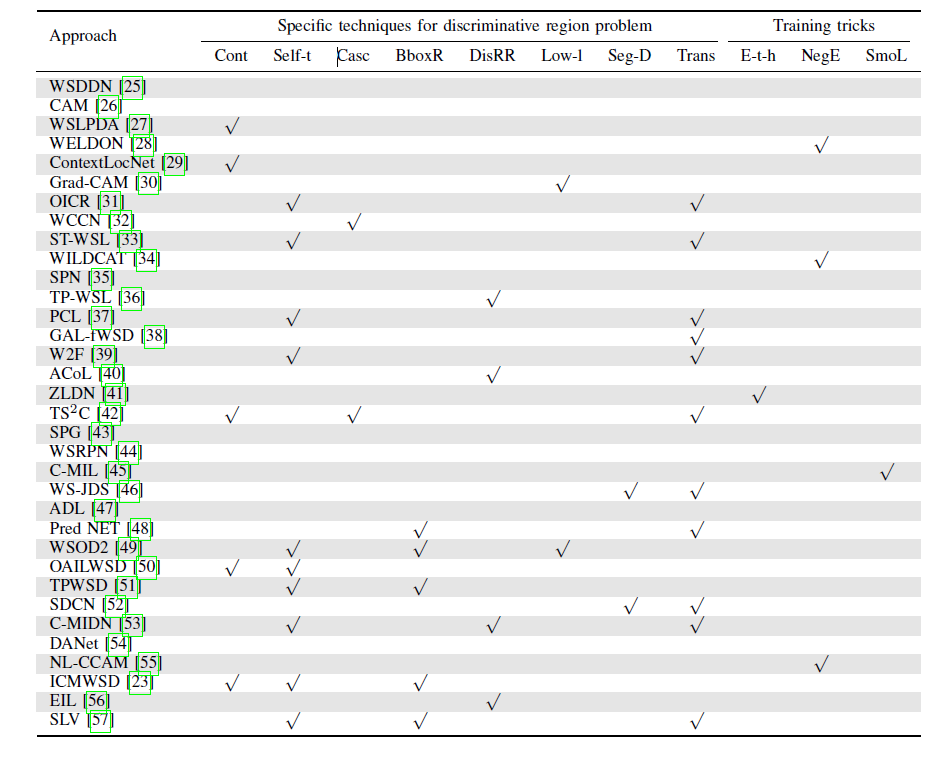 Approach Specific techniques for discriminative region problem Training tricks
Cont Self-t Casc BboxR DisRR Low-l Seg-D Trans E-t-h NegE SmoL
WSDDN [25]
CAM [26]
WSLPDA [27] √
WELDON [28] √
ContextLocNet [29] √
Grad-CAM [30] √
OICR [31] √ √
WCCN [32] √
ST-WSL [33] √ √
WILDCAT [34] √
SPN [35]
TP-WSL [36] √
PCL [37] √ √
GAL-fWSD [38] √
W2F [39] √ √
ACoL [40] √
ZLDN [41] √
TS²C [42] √ √ √
SPG [43]
WSRPN [44]
C-MIL [45] √
WS-JDS [46] √ √
ADL [47]
Pred NET [48] √ √
WSOD2 [49] √ √ √
OAILWSD [50] √ √
TPWSD [51] √ √
SDCN [52] √ √
C-MIDN [53] √ √ √
DANet [54]
NL-CCAM [55] √
ICMWSD [23] √ √ √
EIL [56] √
SLV [57] √ √ √